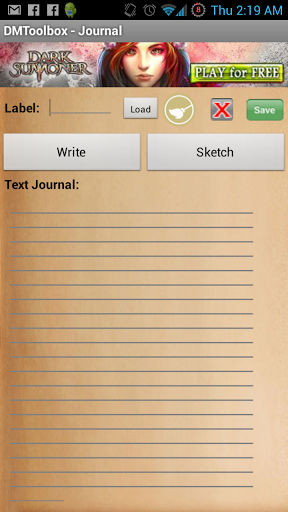 Thu 2:19 AM
DMToolbox - Journal
DARK SUMMONER
PLAY for FREE
Label: Load Save
Write Sketch
Text Journal: